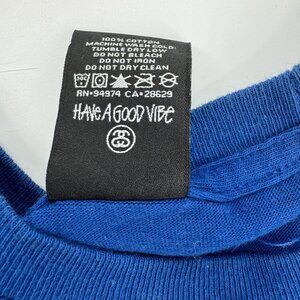 100% COTTON
MACHINE WASH COLD
TUMBLE DRY LOW
DO NOT BLEACH
DO NOT IRON
DO NOT DRY CLEAN
RN•94974 CA•28629
HAVE A GOOD VIBE